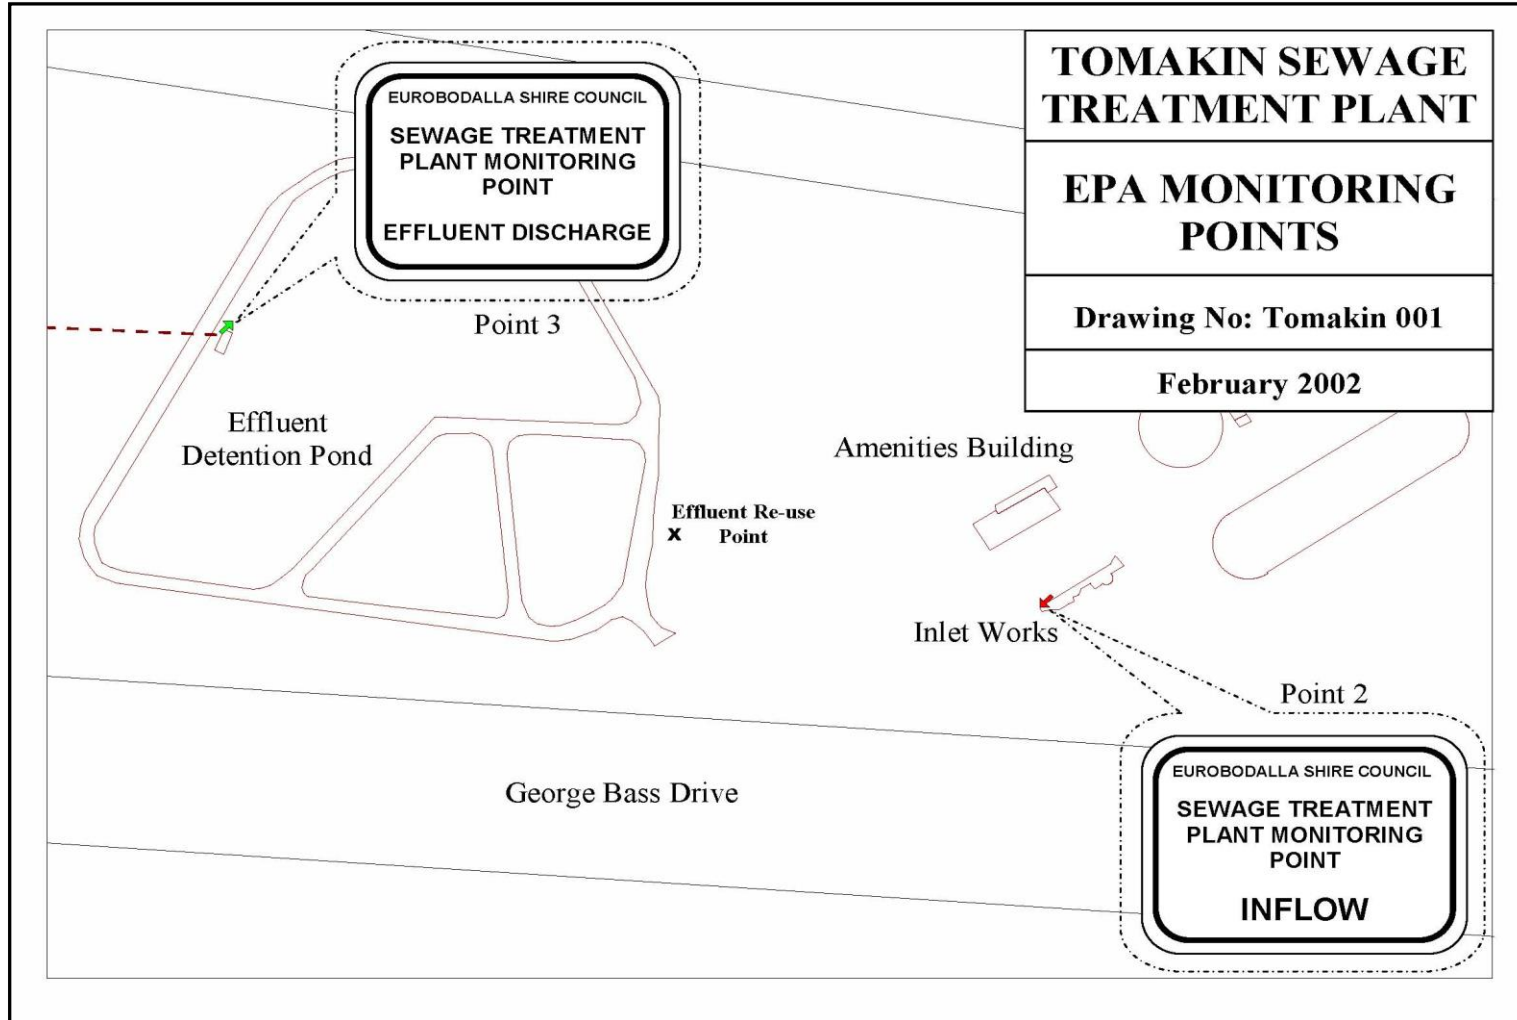 TOMAKIN SEWAGE
TREATMENT PLANT
EPA MONITORING
POINTS
Drawing No: Tomakin 001
February 2002
EUROBODALLA SHIRE COUNCIL
SEWAGE TREATMENT
PLANT MONITORING
POINT
EFFLUENT DISCHARGE
Point 3
Effluent
Detention Pond
Amenities Building
Effluent Re-use
X Point
Inlet Works
Point 2
George Bass Drive
EUROBODALLA SHIRE COUNCIL
SEWAGE TREATMENT
PLANT MONITORING
POINT
INFLOW